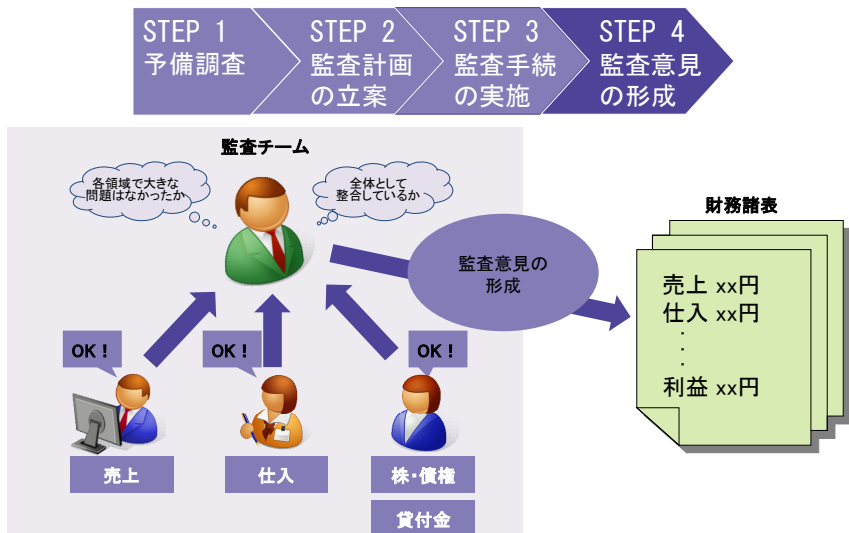 STEP 1
予備調査
STEP 2
監査計画
の立案
STEP 3
監査手続
の実施
STEP 4
監査意見
の形成
監査チーム
各領域で大きな
問題はなかったか
全体として
整合しているか
監査意見の
形成
財務諸表
売上 xx円
仕入 xx円
・
・
・
利益 xx円
OK！
OK！
OK！
売上
仕入
株・債権
貸付金